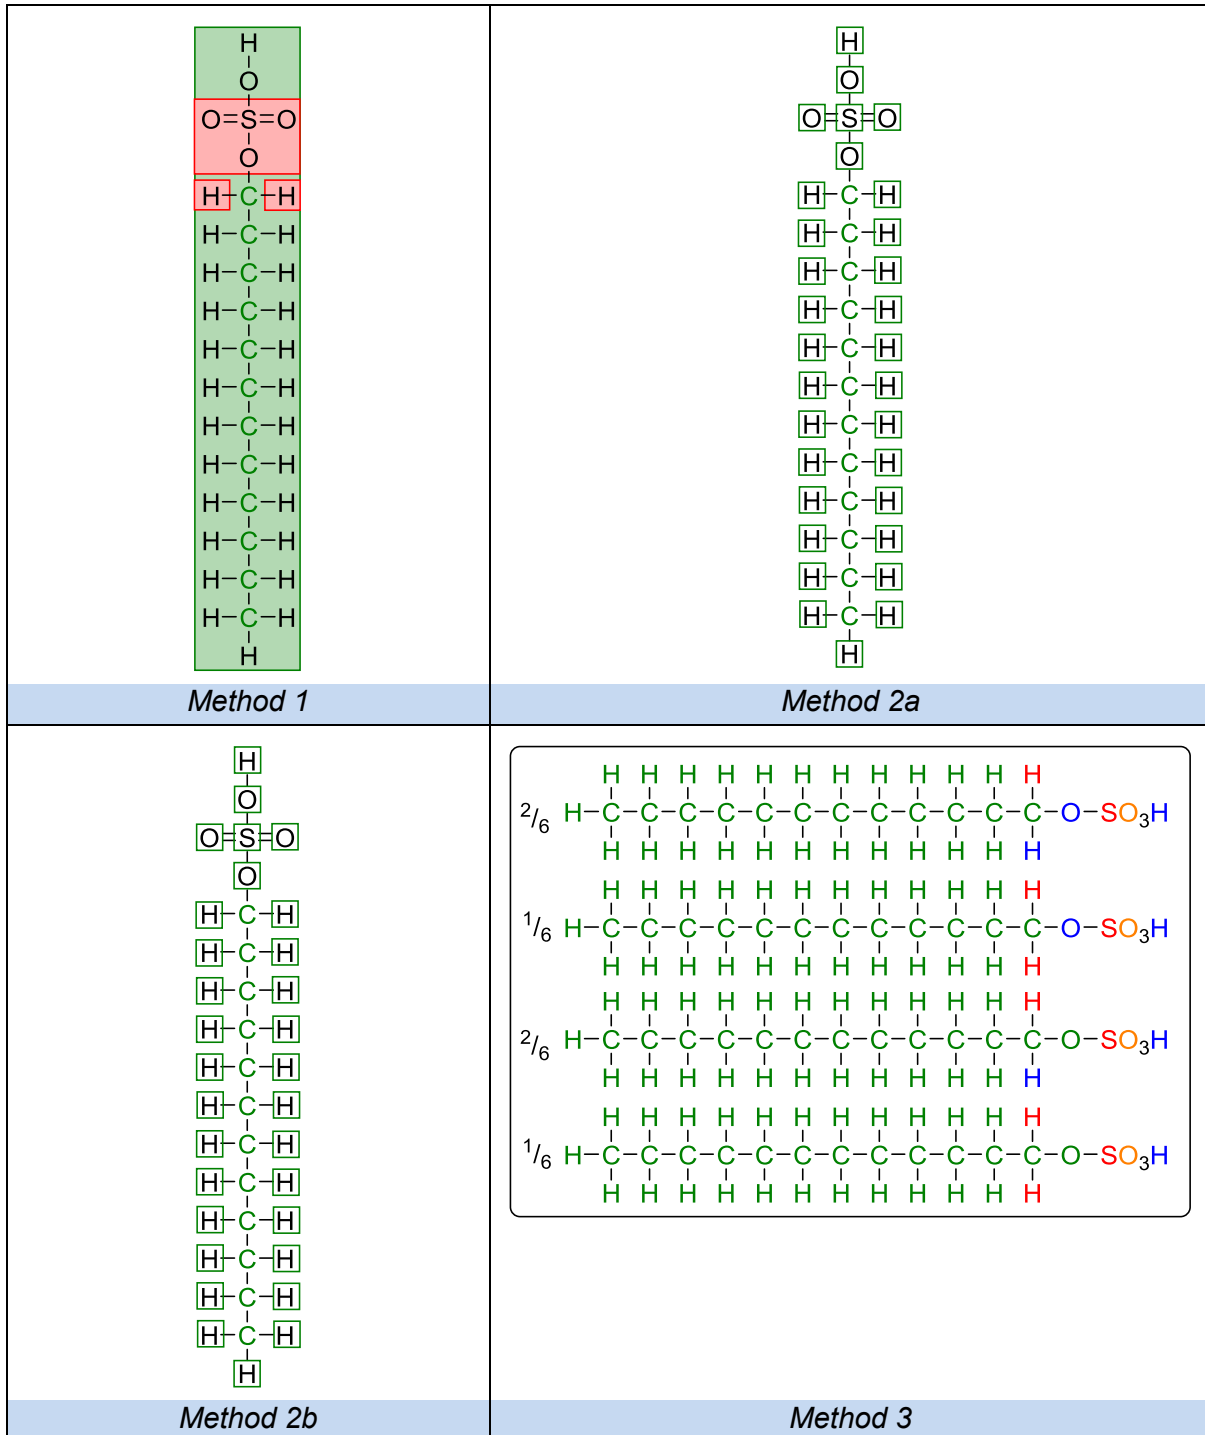 H
O
O=S=O
O
H-C-H
H-C-H
H-C-H
H-C-H
H-C-H
H-C-H
H-C-H
H-C-H
H-C-H
H-C-H
H-C-H
H-C-H
H
Method 1
H
O
O=S=O
O
H-C-H
H-C-H
H-C-H
H-C-H
H-C-H
H-C-H
H-C-H
H-C-H
H-C-H
H-C-H
H-C-H
H-C-H
H
Method 2a
H
O
O=S=O
O
H-C-H
H-C-H
H-C-H
H-C-H
H-C-H
H-C-H
H-C-H
H-C-H
H-C-H
H-C-H
H-C-H
H-C-H
H
Method 2b
H H H H H H H H H H H H
2/6 H-C-C-C-C-C-C-C-C-C-C-C-C-O-SO3H
H H H H H H H H H H H H
H H H H H H H H H H H H
1/6 H-C-C-C-C-C-C-C-C-C-C-C-C-O-SO3H
H H H H H H H H H H H H
H H H H H H H H H H H H
2/6 H-C-C-C-C-C-C-C-C-C-C-C-C-O-SO3H
H H H H H H H H H H H H
H H H H H H H H H H H H
1/6 H-C-C-C-C-C-C-C-C-C-C-C-C-O-SO3H
H H H H H H H H H H H H
Method 3